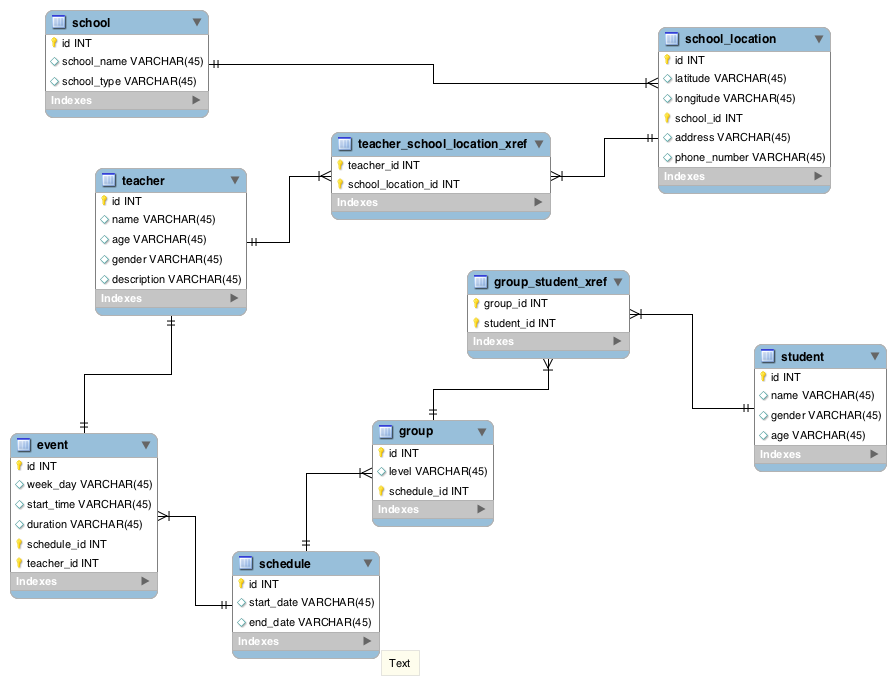 school
id INT
school_name VARCHAR(45)
school_type VARCHAR(45)
Indexes
school_location
id INT
latitude VARCHAR(45)
longitude VARCHAR(45)
school_id INT
address VARCHAR(45)
phone_number VARCHAR(45)
Indexes
teacher_school_location_xref
teacher_id INT
school_location_id INT
Indexes
teacher
id INT
name VARCHAR(45)
age VARCHAR(45)
gender VARCHAR(45)
description VARCHAR(45)
Indexes
group_student_xref
group_id INT
student_id INT
Indexes
student
id INT
name VARCHAR(45)
gender VARCHAR(45)
age VARCHAR(45)
Indexes
group
id INT
level VARCHAR(45)
schedule_id INT
Indexes
event
id INT
week_day VARCHAR(45)
start_time VARCHAR(45)
duration VARCHAR(45)
schedule_id INT
teacher_id INT
Indexes
schedule
id INT
start_date VARCHAR(45)
end_date VARCHAR(45)
Indexes
Text